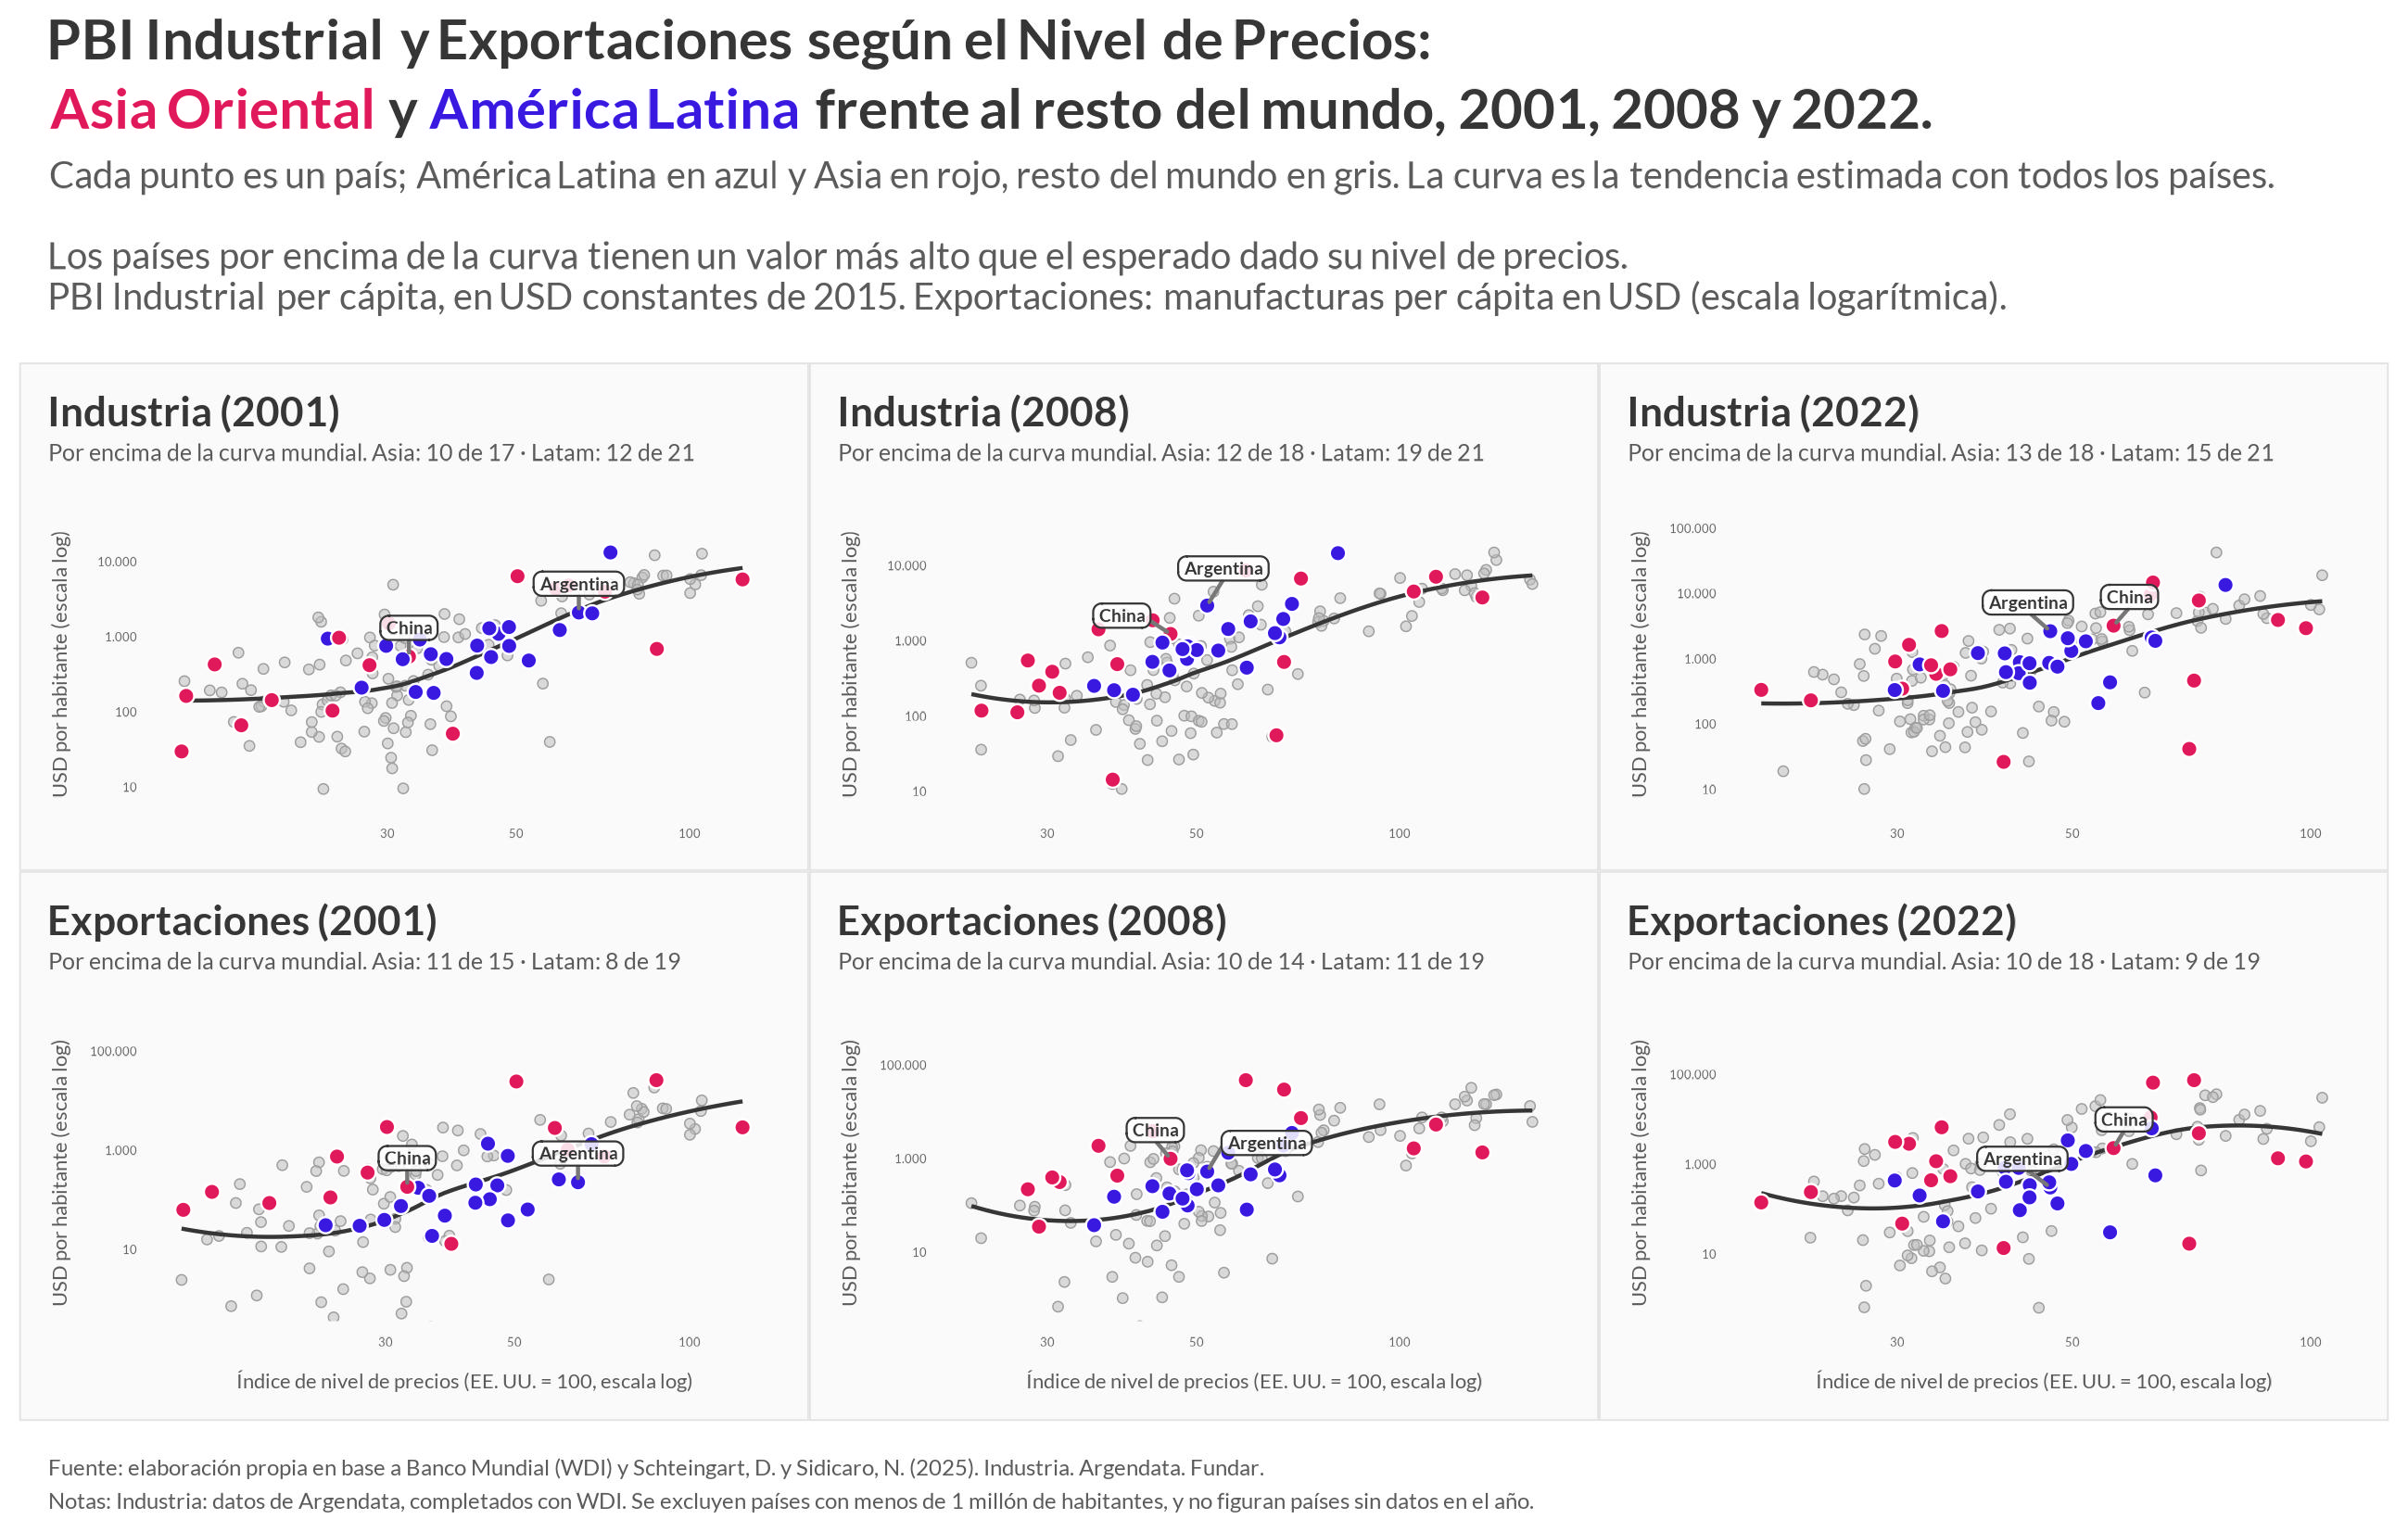 PBI Industrial y Exportaciones según el Nivel de Precios:
Asia Oriental y América Latina frente al resto del mundo, 2001, 2008 y 2022.
Cada punto es un país; América Latina en azul y Asia en rojo, resto del mundo en gris. La curva es la tendencia estimada con todos los países.
Los países por encima de la curva tienen un valor más alto que el esperado dado su nivel de precios.
PBI Industrial per cápita, en USD constantes de 2015. Exportaciones: manufacturas per cápita en USD (escala logarítmica).
Industria (2001)
Por encima de la curva mundial. Asia: 10 de 17 · Latam: 12 de 21
USD por habitante (escala log)
10.000
1.000
100
10
China
Argentina
30
50
100
Industria (2008)
Por encima de la curva mundial. Asia: 12 de 18 · Latam: 19 de 21
USD por habitante (escala log)
10.000
1.000
100
10
China
Argentina
30
50
100
Industria (2022)
Por encima de la curva mundial. Asia: 13 de 18 · Latam: 15 de 21
USD por habitante (escala log)
100.000
10.000
1.000
100
10
Argentina
China
30
50
100
Exportaciones (2001)
Por encima de la curva mundial. Asia: 11 de 15 · Latam: 8 de 19
USD por habitante (escala log)
100.000
1.000
10
China
Argentina
30
50
100
Índice de nivel de precios (EE. UU. = 100, escala log)
Exportaciones (2008)
Por encima de la curva mundial. Asia: 10 de 14 · Latam: 11 de 19
USD por habitante (escala log)
100.000
1.000
10
China
Argentina
30
50
100
Índice de nivel de precios (EE. UU. = 100, escala log)
Exportaciones (2022)
Por encima de la curva mundial. Asia: 10 de 18 · Latam: 9 de 19
USD por habitante (escala log)
100.000
1.000
10
Argentina
China
30
50
100
Índice de nivel de precios (EE. UU. = 100, escala log)
Fuente: elaboración propia en base a Banco Mundial (WDI) y Schteingart, D. y Sidicaro, N. (2025). Industria. Argendata. Fundar.
Notas: Industria: datos de Argendata, completados con WDI. Se excluyen países con menos de 1 millón de habitantes, y no figuran países sin datos en el año.